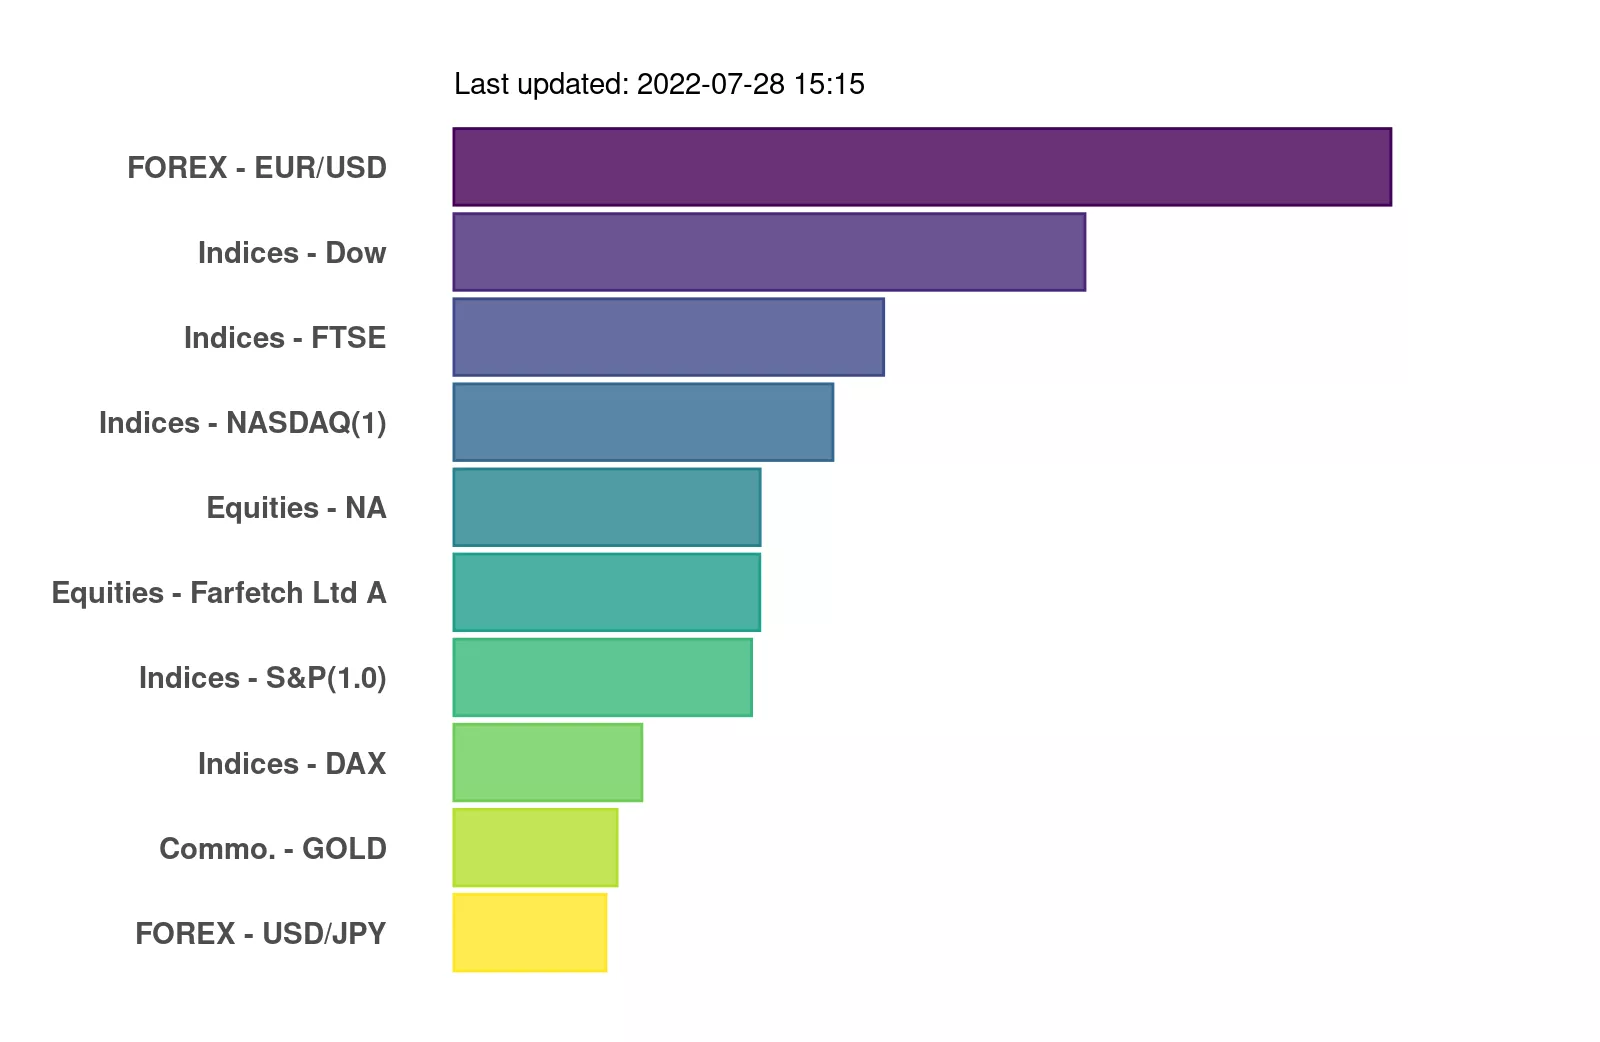 Last updated: 2022-07-28 15:15
FOREX - EUR/USD
Indices - Dow
Indices - FTSE
Indices - NASDAQ(1)
Equities - NA
Equities - Farfetch Ltd A
Indices - S&P(1.0)
Indices - DAX
Commo. - GOLD
FOREX - USD/JPY